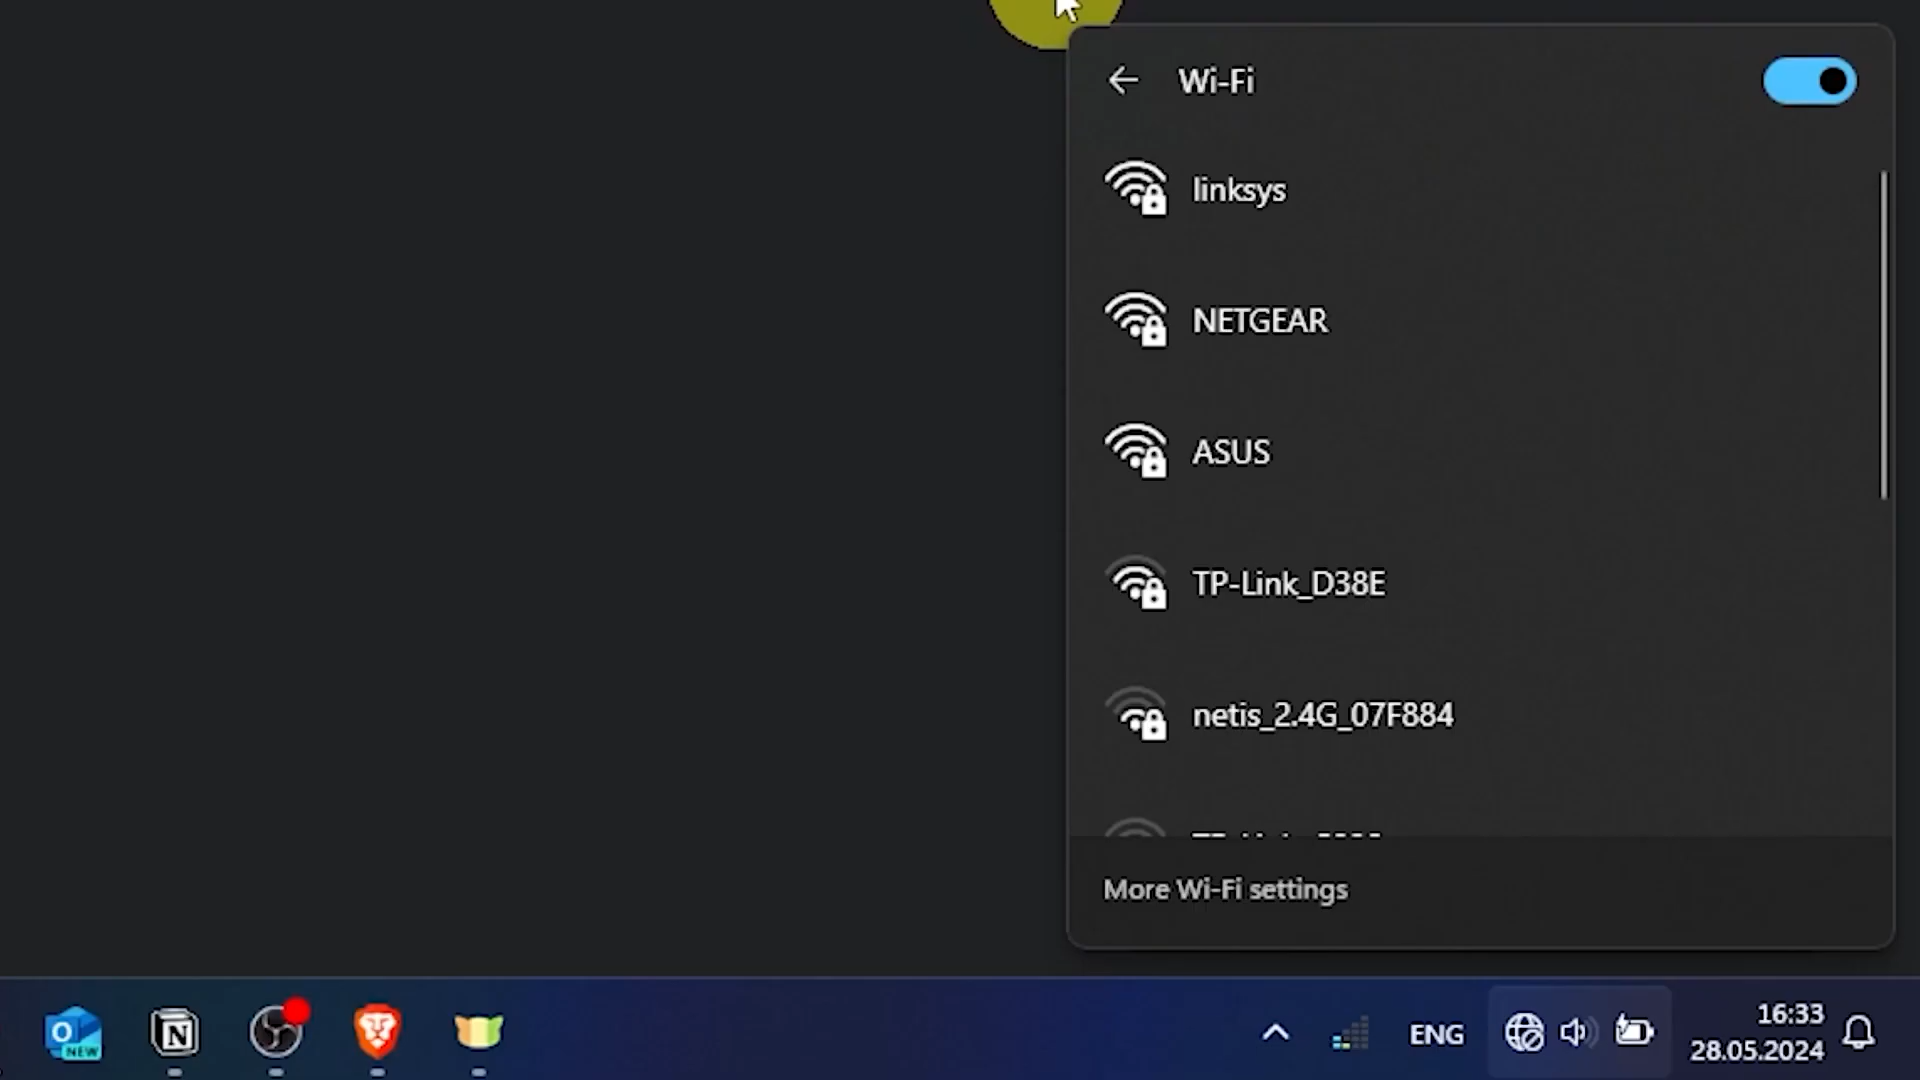 Wi-Fi
linksys
NETGEAR
ASUS
TP-Link_D38E
netis_2.4G_07F884
More Wi-Fi settings
NEW
ENG
16:33
28.05.2024